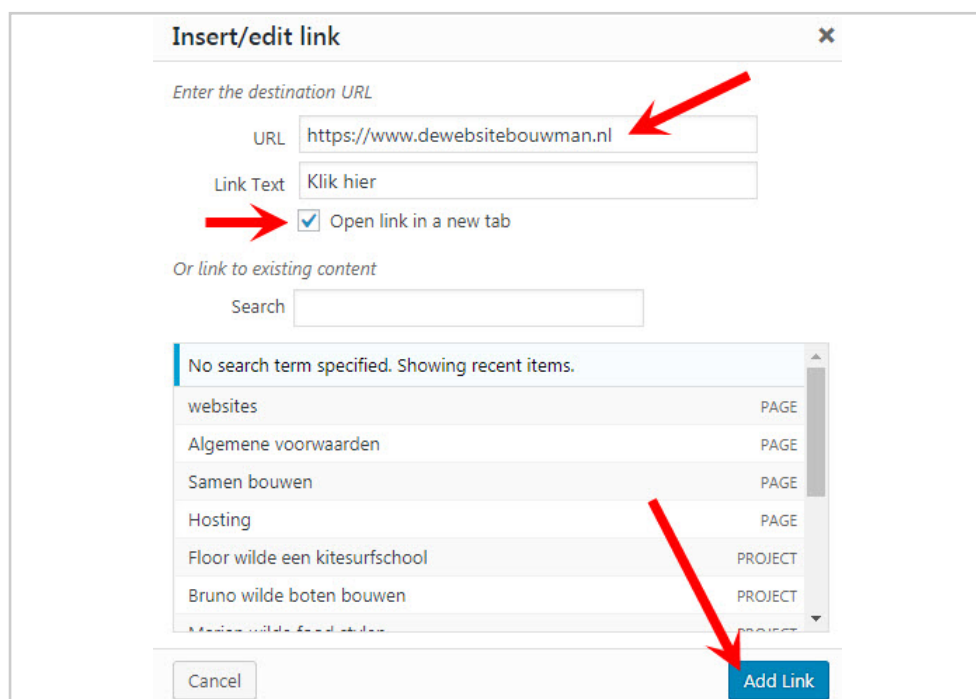 Insert/edit link
Enter the destination URL
URL https://www.dewebsitebouwman.nl
Link Text Klik hier
Open link in a new tab
Or link to existing content
Search
No search term specified. Showing recent items.
websites PAGE
Algemene voorwaarden PAGE
Samen bouwen PAGE
Hosting PAGE
Floor wilde een kitesurfschool PROJECT
Bruno wilde boten bouwen PROJECT
wilde food PROJECT
Cancel Add Link